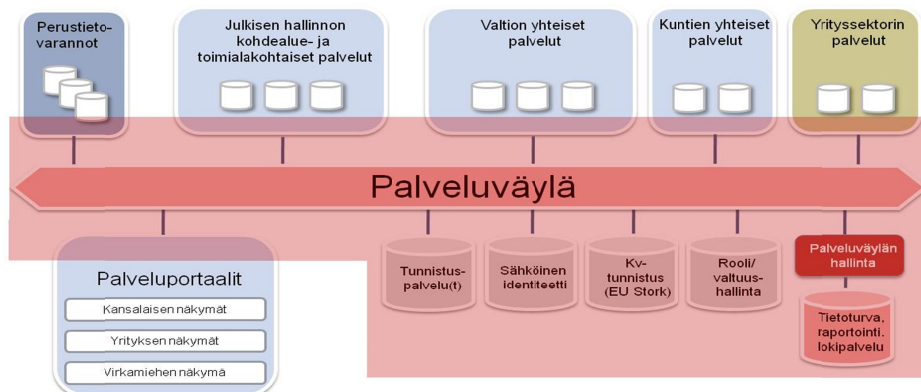 Perustieto-
varannot
Julkisen hallinnon
kohdealue- ja
toimialakohtaiset palvelut
Valtion yhteiset
palvelut
Kuntien yhteiset
palvelut
Yrityssektorin
palvelut
Palveluväylä
Palveluportaalit
Kansalaisen näkymät
Yrityksen näkymät
Virkamiehen näkymä
Tunnistus-
palvelu(t)
Sähköinen
identiteetti
Kv-
tunnistus
(EU Stork)
Rooli/
valtuus-
hallinta
Palveluväylän
hallinta
Tietoturva,
raportointi,
lokipalvelu